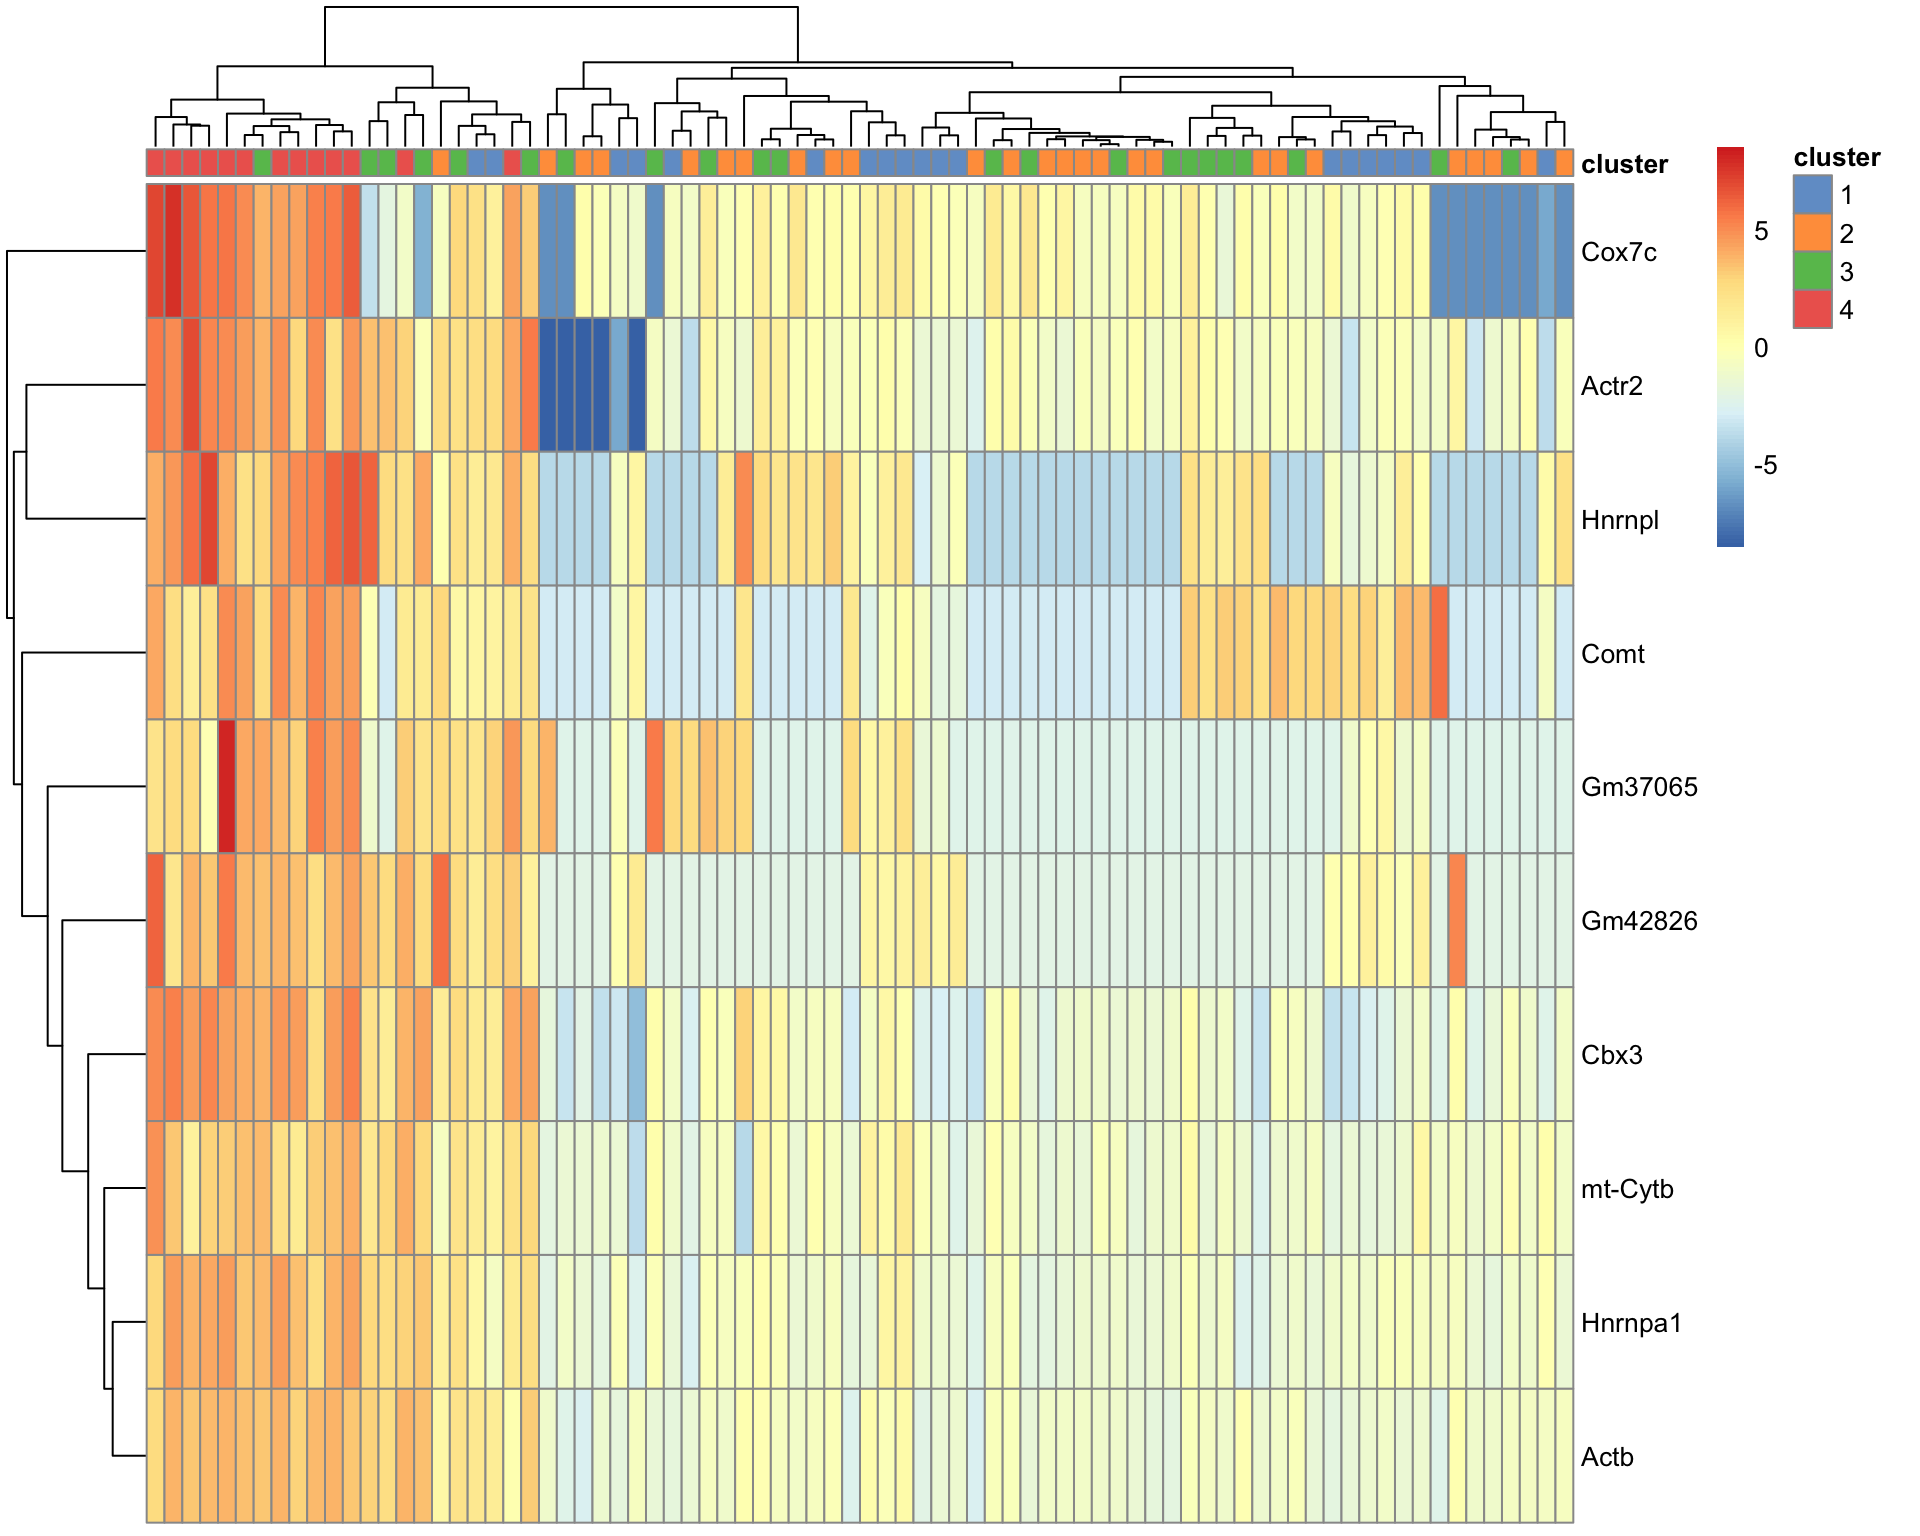 cluster
Cox7c
Actr2
Hnrnpl
Comt
Gm37065
Gm42826
Cbx3
mt-Cytb
Hnrnpa1
Actb
5
0
-5
cluster
1
2
3
4